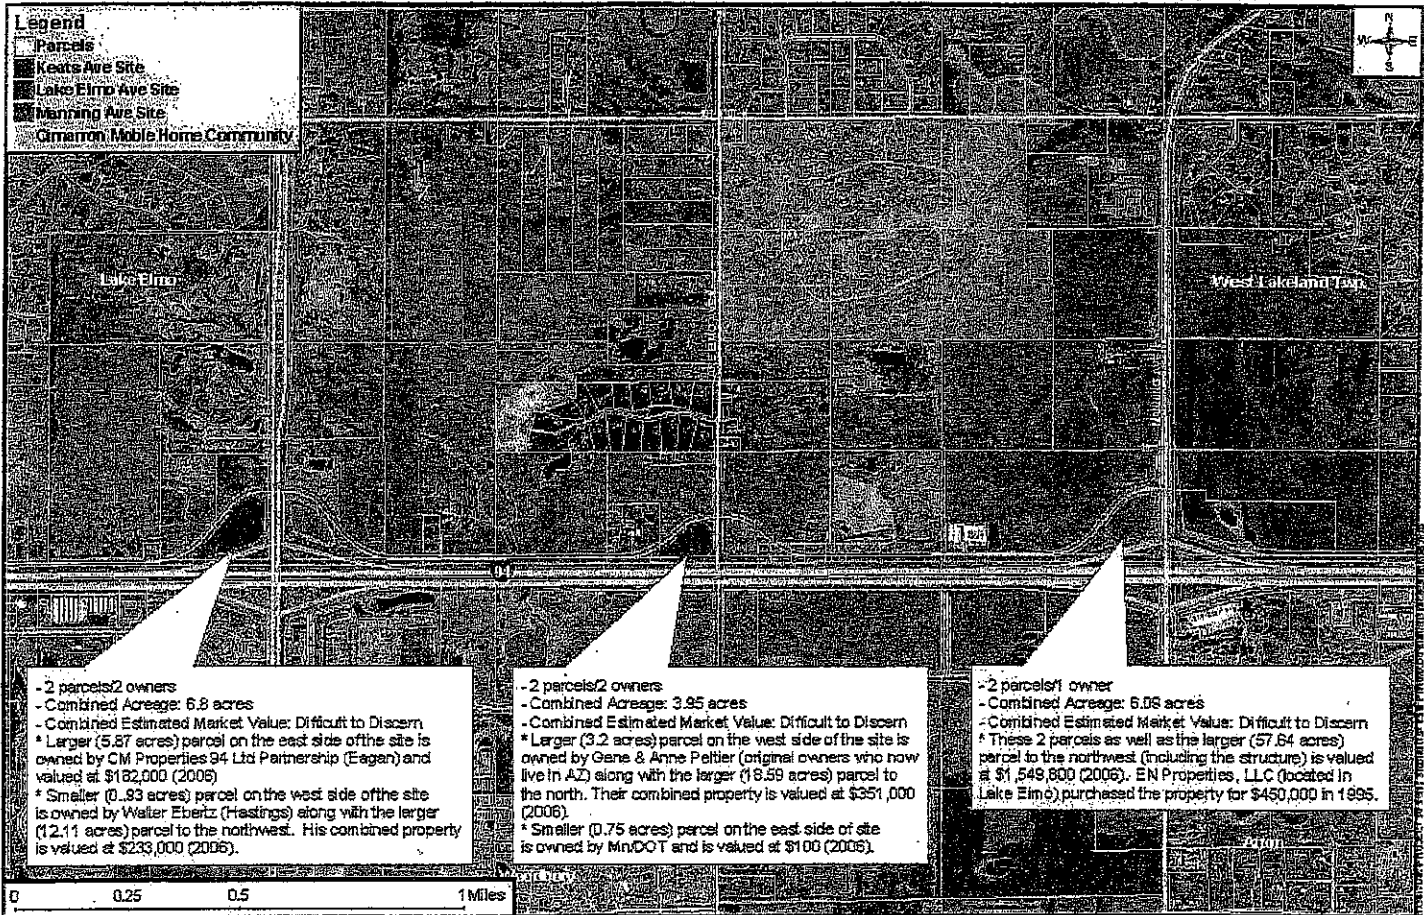 Legend
Parcels
Keats Ave Site
Lake Elmo Ave Site
Manning Ave Site
Cimarron Moble Home Community
N
W E
S
Lake Elmo
West Lakeland Twp.
94
- 2 parcels/2 owners
- Combined Acreage: 6.8 acres
- Combined Estimated Market Value: Difficult to Discern
* Larger (5.87 acres) parcel on the east side of the site is
owned by CM Properties 94 Ltd Partnership (Eagan) and
valued at $182,000 (2006)
* Smaller (0..93 acres) parcel on the west side of the site
is owned by Walter Ebertz (Hastings) along with the larger
(12.11 acres) parcel to the northwest. His combined property
is valued at $233,000 (2006).
- 2 parcels/2 owners
- Combined Acreage: 3.95 acres
- Combined Estimated Market Value: Difficult to Discern
* Larger (3.2 acres) parcel on the west side of the site is
owned by Gene & Anne Peltier (original owners who now
live in AZ) along with the larger (18.59 acres) parcel to
the north. Their combined property is valued at $351,000
(2006).
* Smaller (0.75 acres) parcel on the east side of site
is owned by Mn/DOT and is valued at $100 (2006).
- 2 parcels/1 owner
- Combined Acreage: 6.09 acres
- Combined Estimated Market Value: Difficult to Discern
* These 2 parcels as well as the larger (57.64 acres)
parcel to the northwest (including the structure) is valued
at $1,549,800 (2006). EN Properties, LLC (located in
Lake Elmo) purchased the property for $450,000 in 1995.
Afton
0 0.25 0.5 1 Miles